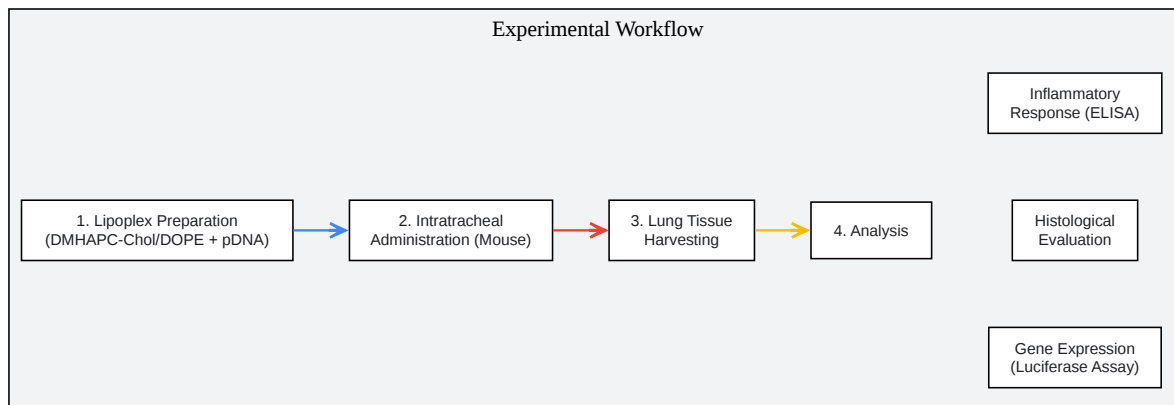 Experimental Workflow
1. Lipoplex Preparation
(DMHAPC-Chol/DOPE + pDNA)
2. Intratracheal
Administration (Mouse)
3. Lung Tissue
Harvesting
4. Analysis
Inflammatory
Response (ELISA)
Histological
Evaluation
Gene Expression
(Luciferase Assay)